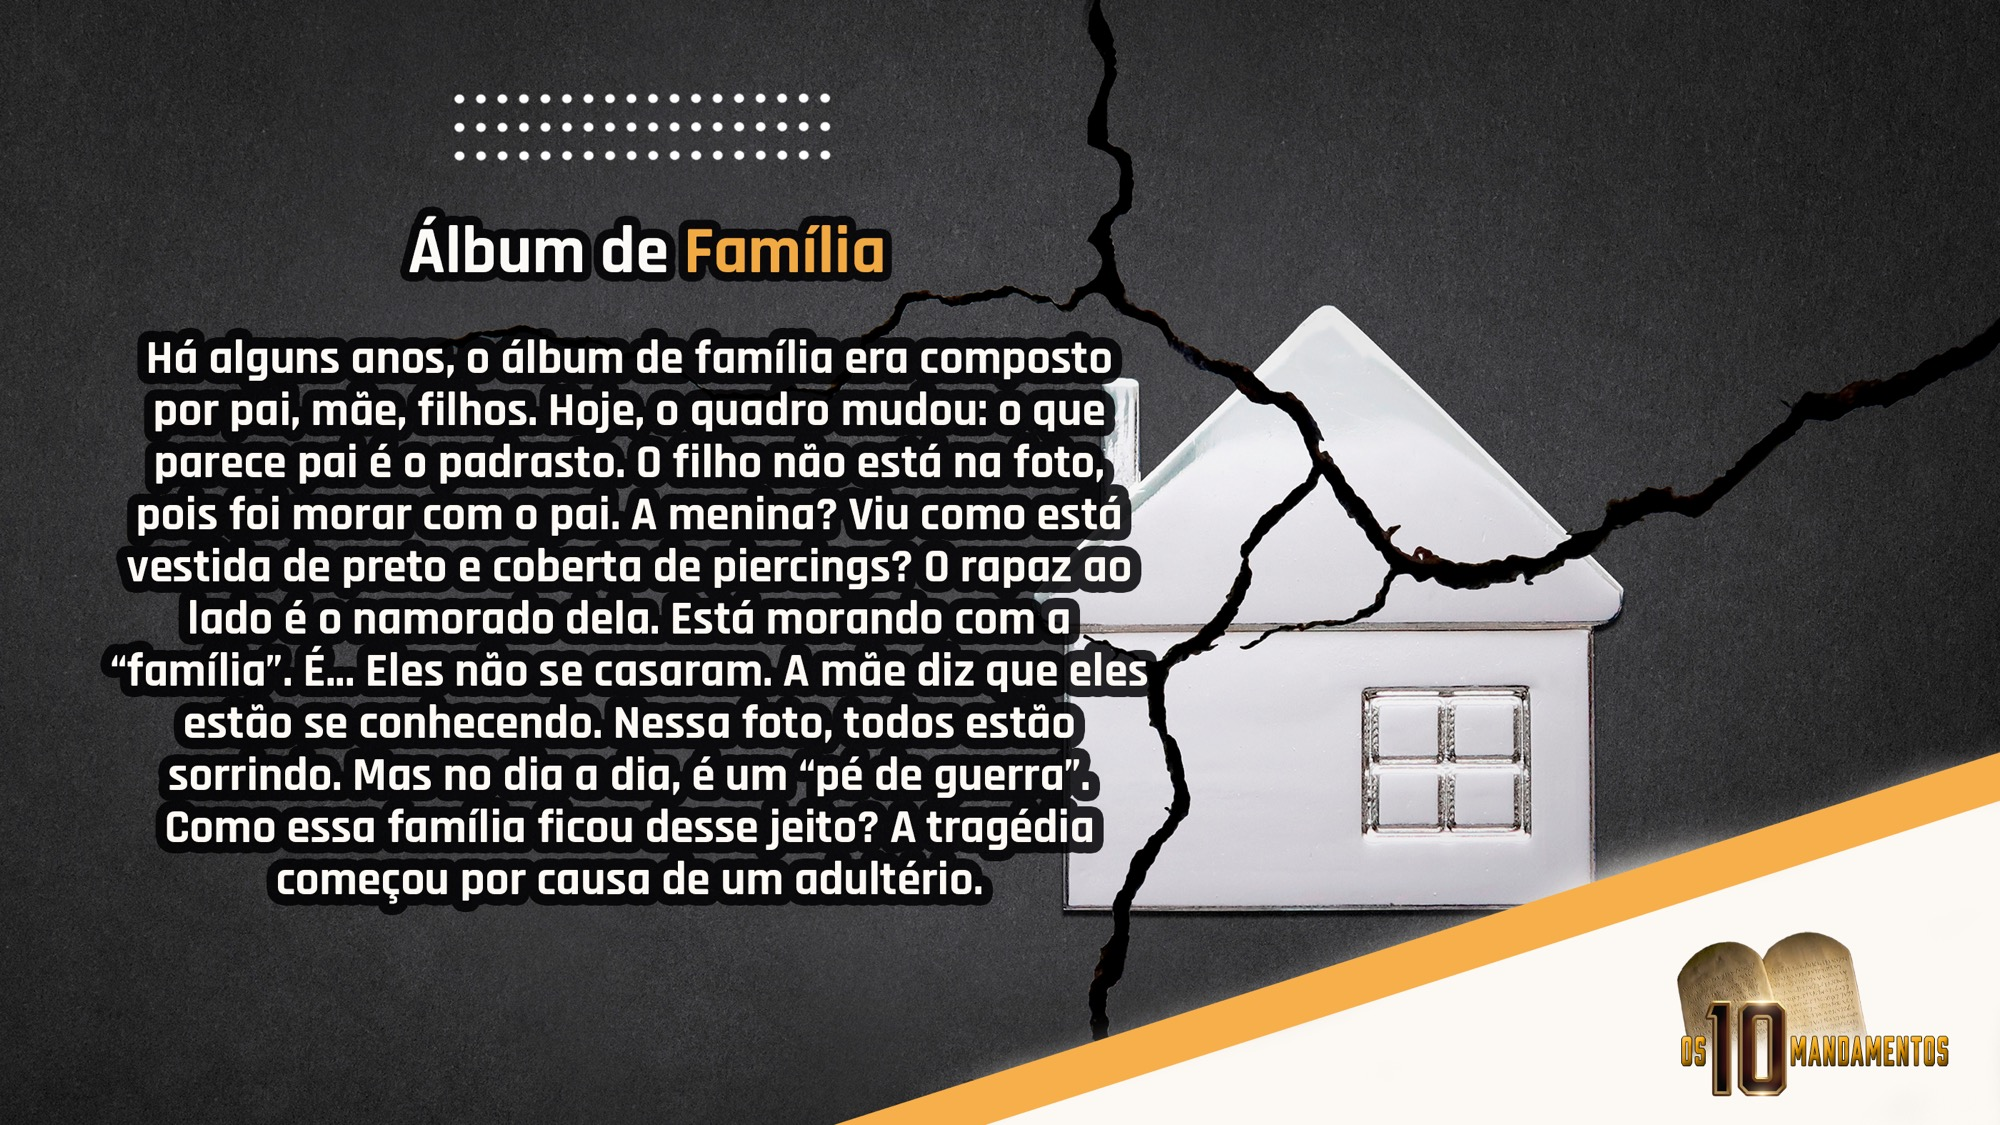 Álbum de Família
Há alguns anos, o álbum de família era composto
por pai, mãe, filhos. Hoje, o quadro mudou: o que
parece pai é o padrasto. O filho não está na foto,
pois foi morar com o pai. A menina? Viu como está
vestida de preto e coberta de piercings? O rapaz ao
lado é o namorado dela. Está morando com a
“família”. É... Eles não se casaram. A mãe diz que eles
estão se conhecendo. Nessa foto, todos estão
sorrindo. Mas no dia a dia, é um “pé de guerra”.
Como essa família ficou desse jeito? A tragédia
começou por causa de um adultério.
OS 10 MANDAMENTOS